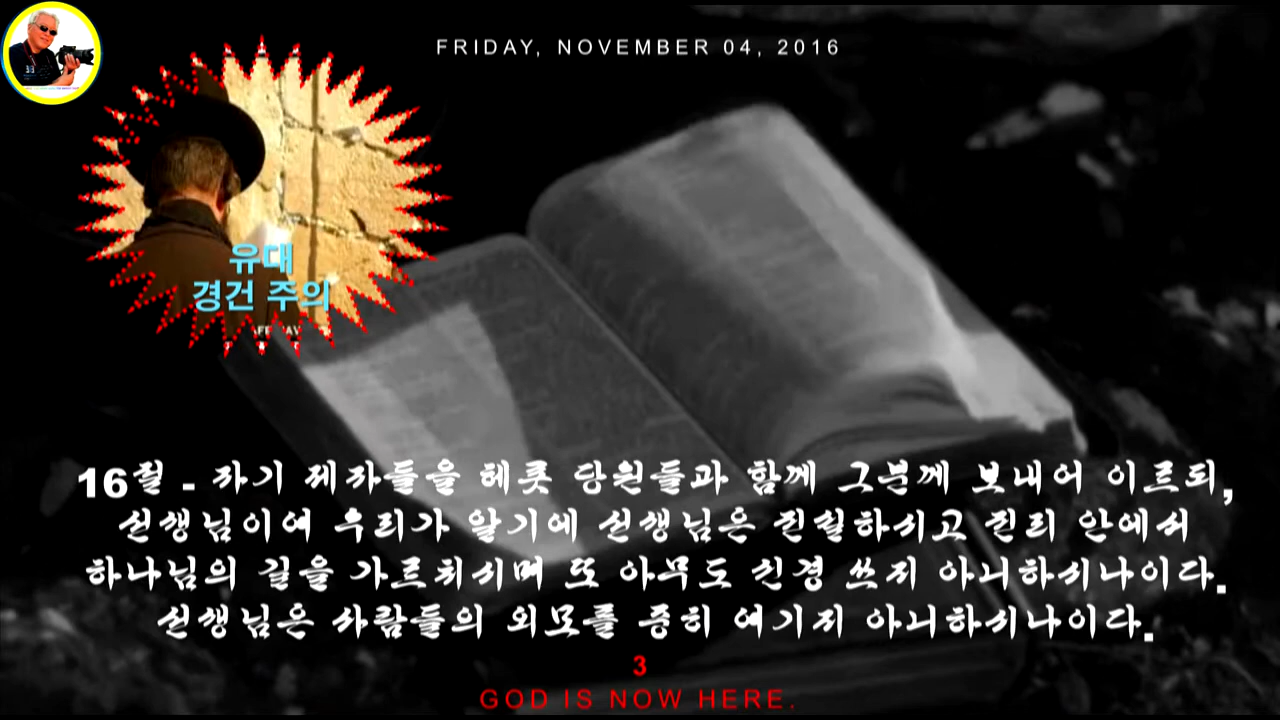 FRIDAY, NOVEMBER 04, 2016
유대
경건 주의
16절 - 자기 제자들을 헤롯 당원들과 함께 그분께 보내어 이르되,
선생님이여 우리가 알기에 선생님은 진실하시고 진리 안에서
하나님의 길을 가르치시며 또 아무도 신경 쓰지 아니하시나이다.
선생님은 사람들의 외모를 중히 여기지 아니하시나이다.
3
GOD IS NOW HERE.